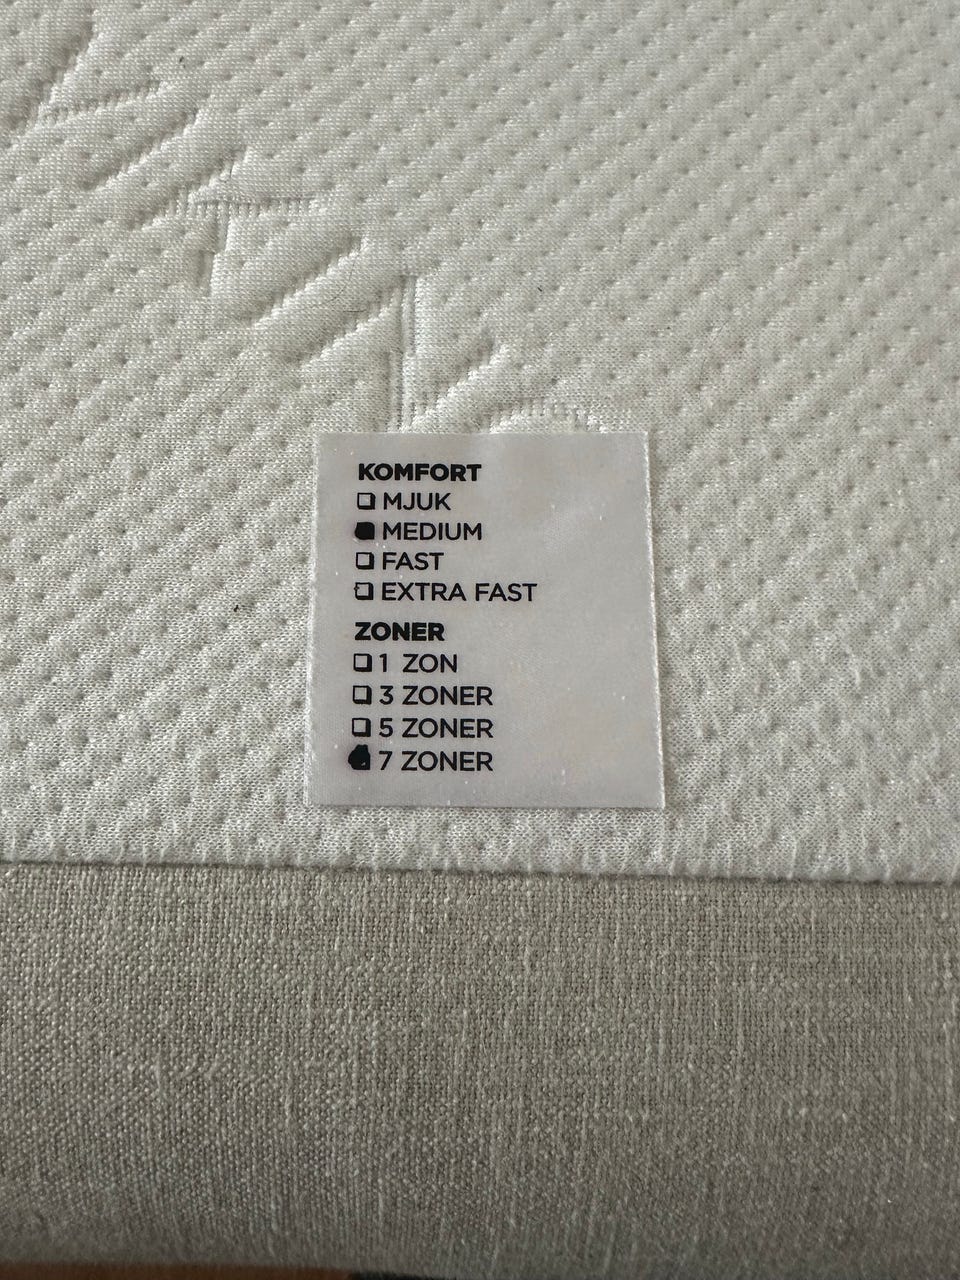 KOMFORT
MJUK
MEDIUM
FAST
EXTRA FAST
ZONER
1 ZON
3 ZONER
5 ZONER
7 ZONER